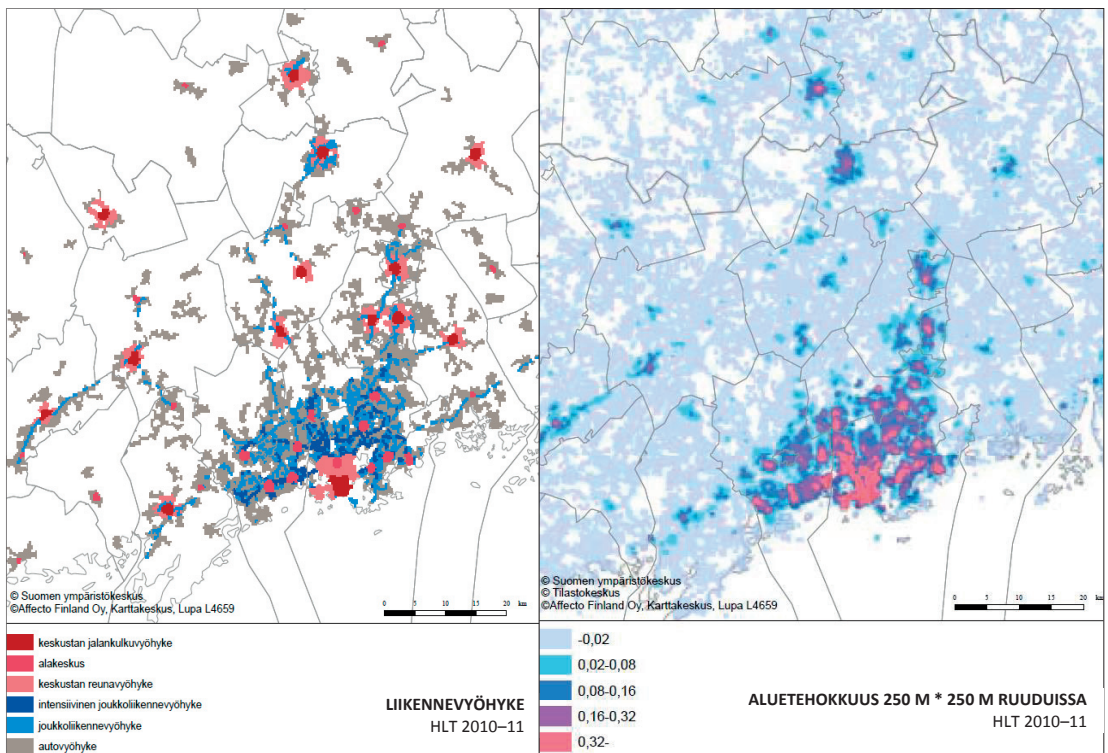 © Suomen ympäristökeskus
©Affecto Finland Oy, Karttakeskus, Lupa L4659
0 5 10 15 20 km
keskustan jalankulkuvyöhyke
alakeskus
keskustan reunavyöhyke
intensiivinen joukkoliikennevyöhyke
joukkoliikennevyöhyke
autovyöhyke
LIIKENNEVYÖHYKE
HLT 2010–11
© Suomen ympäristökeskus
© Tilastokeskus
©Affecto Finland Oy, Karttakeskus, Lupa L4659
0 5 10 15 20 km
-0,02
0,02-0,08
0,08-0,16
0,16-0,32
0,32-
ALUETEHOKKUUS 250 M * 250 M RUUDUISSA
HLT 2010–11